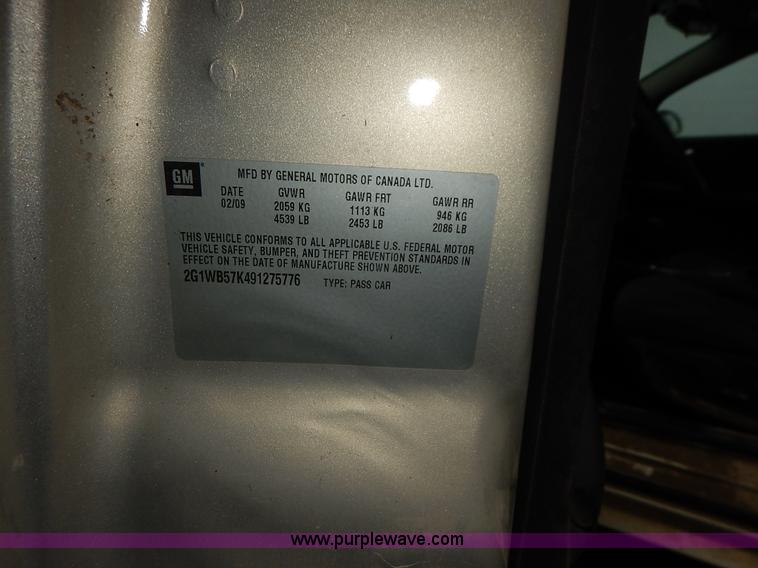 GM
MFD BY GENERAL MOTORS OF CANADA LTD.
DATE GVWR GAWR FRT GAWR RR
02/09 2059 KG 1113 KG 946 KG
4539 LB 2453 LB 2086 LB
THIS VEHICLE CONFORMS TO ALL APPLICABLE U.S. FEDERAL MOTOR
VEHICLE SAFETY, BUMPER, AND THEFT PREVENTION STANDARDS IN
EFFECT ON THE DATE OF MANUFACTURE SHOWN ABOVE.
2G1WB57K491275776 TYPE: PASS CAR
www.purplewave.com